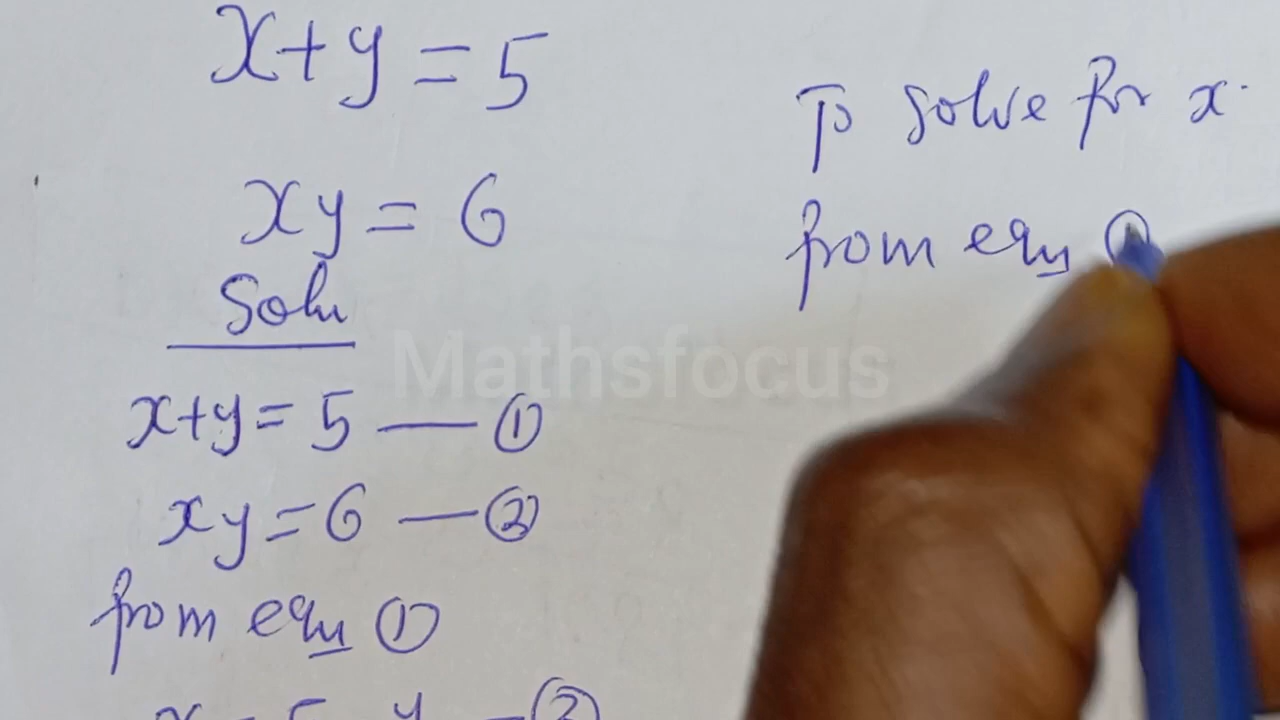 x+y=5
xy=6
Soln
x+y=5 — ①
xy=6 — ②
from eqn ①
To solve for x.
from eqn
Mathsfocus